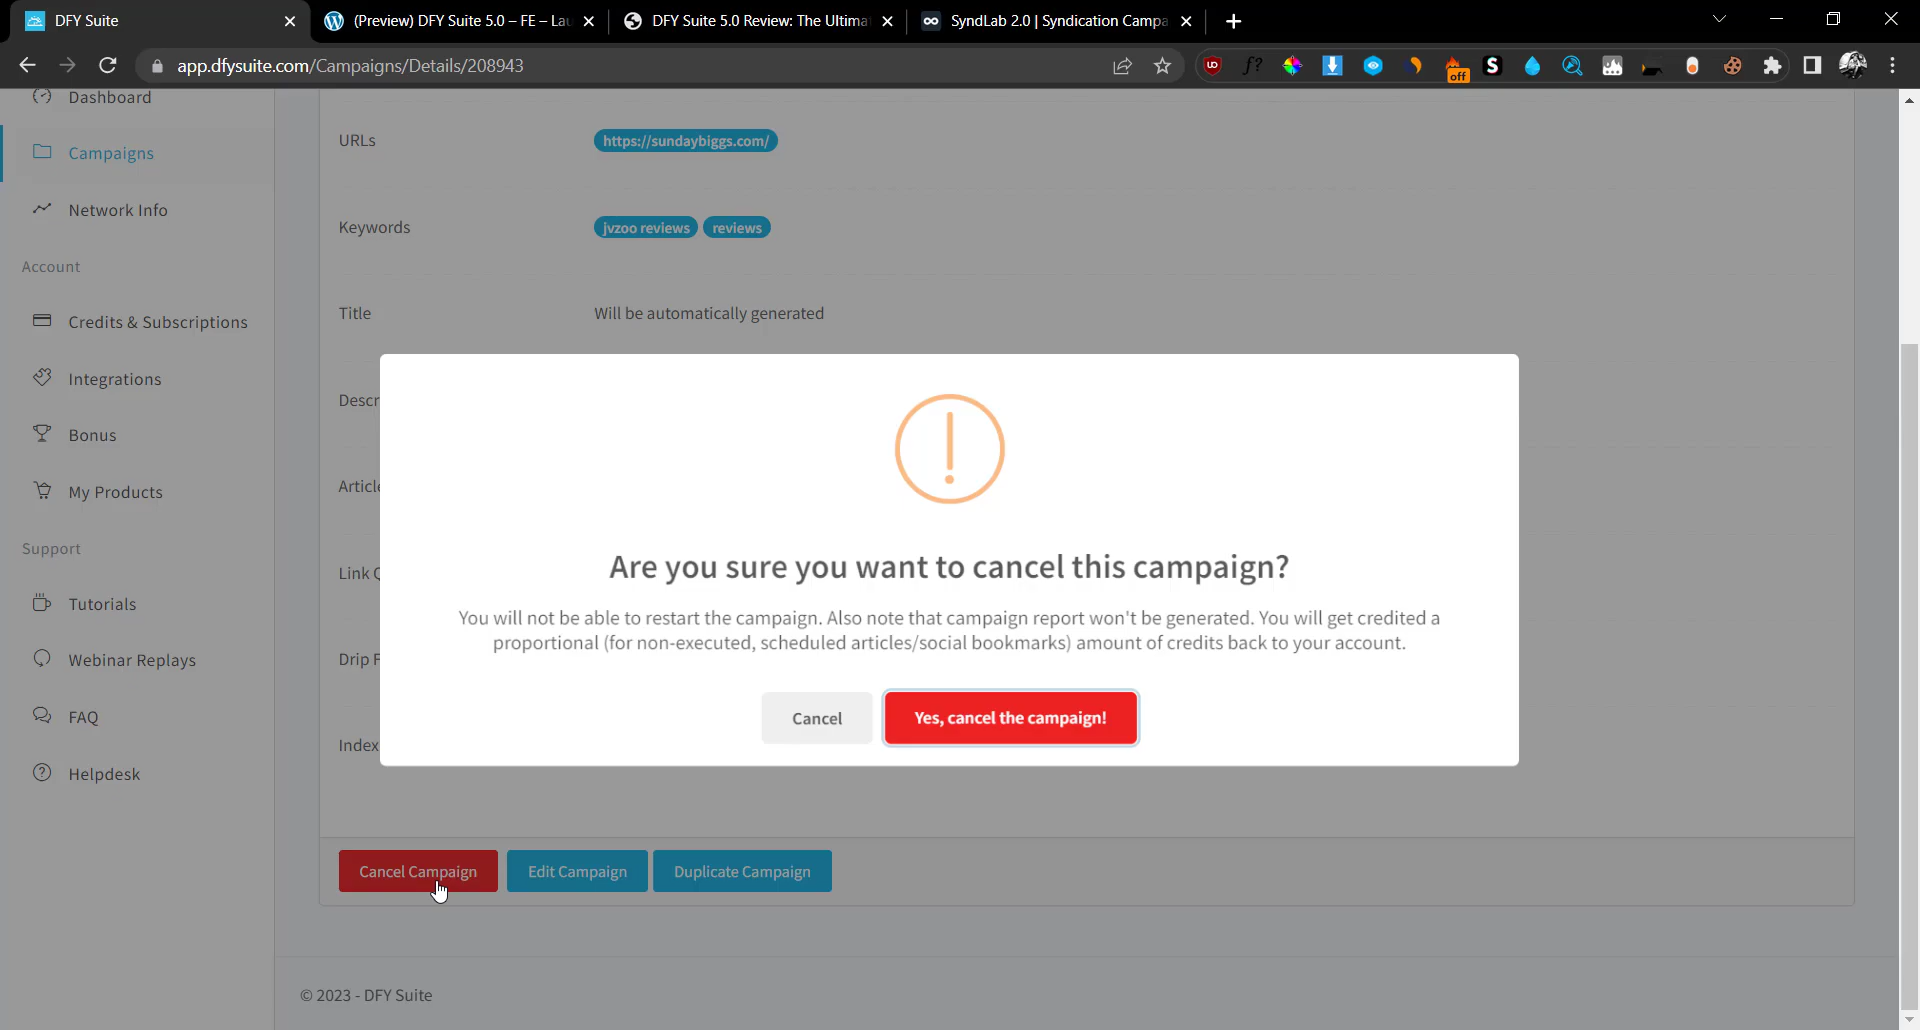 DFY Suite
(Preview) DFY Suite 5.0 – FE – La
DFY Suite 5.0 Review: The Ultima
SyndLab 2.0 | Syndication Campa
app.dfysuite.com/Campaigns/Details/208943
off
Dashboard
Campaigns
Network Info
Account
Credits & Subscriptions
Integrations
Bonus
My Products
Support
Tutorials
Webinar Replays
FAQ
Helpdesk
URLs https://sundaybiggs.com/
Keywords jvzoo reviews reviews
Title Will be automatically generated
Descr
Article
Link Q
Drip F
Index
Are you sure you want to cancel this campaign?
You will not be able to restart the campaign. Also note that campaign report won't be generated. You will get credited a
proportional (for non-executed, scheduled articles/social bookmarks) amount of credits back to your account.
Cancel Yes, cancel the campaign!
Cancel Campaign Edit Campaign Duplicate Campaign
© 2023 - DFY Suite